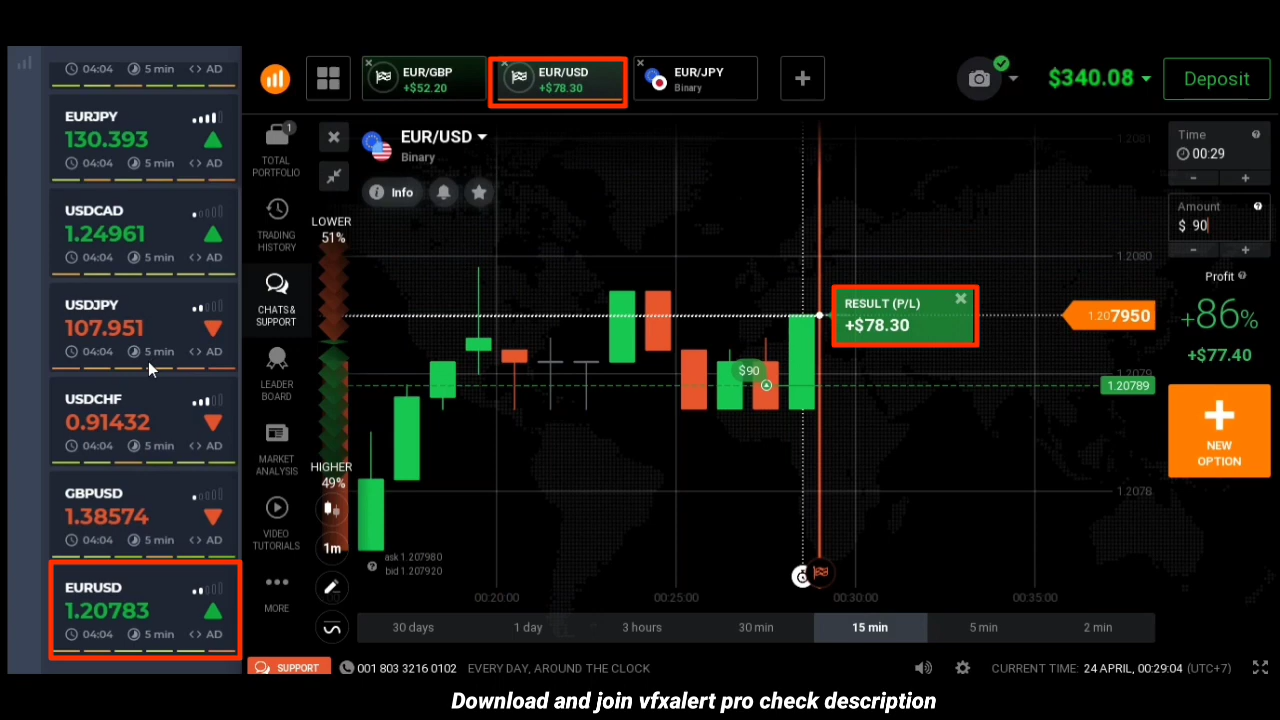 04:04 5 min <> AD
EURJPY
130.393
04:04 5 min <> AD
USDCAD
1.24961
04:04 5 min <> AD
USDJPY
107.951
04:04 5 min <> AD
USDCHF
0.91432
04:04 5 min <> AD
GBPUSD
1.38574
04:04 5 min <> AD
EURUSD
1.20783
04:04 5 min <> AD
EUR/GBP
+$52.20
EUR/USD
+$78.30
EUR/JPY
Binary
$340.08
Deposit
1
TOTAL
PORTFOLIO
TRADING
HISTORY
CHATS &
SUPPORT
LEADER
BOARD
MARKET
ANALYSIS
VIDEO
TUTORIALS
MORE
EUR/USD
Binary
Info
LOWER
51%
HIGHER
49%
1m
ask 1.207980
bid 1.207920
$90
RESULT (P/L)
+$78.30
1.2081
1.2080
1.207950
1.2079
1.20789
1.2078
00:20:00 00:25:00 00:30:00 00:35:00
30 days 1 day 3 hours 30 min 15 min 5 min 2 min
Time
00:29
- +
Amount
$ 90
- +
Profit
+86%
+$77.40
NEW
OPTION
SUPPORT 001 803 3216 0102 EVERY DAY, AROUND THE CLOCK CURRENT TIME: 24 APRIL, 00:29:04 (UTC+7)
Download and join vfxalert pro check description